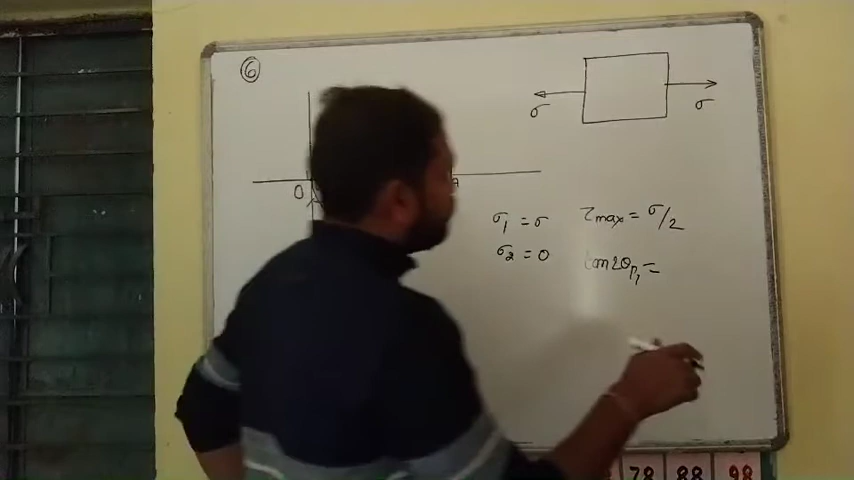 6
σ
σ
0
σ₁ = σ
τmax = σ/2
σ₂ = 0
tan2θp₁ =
78
88
98